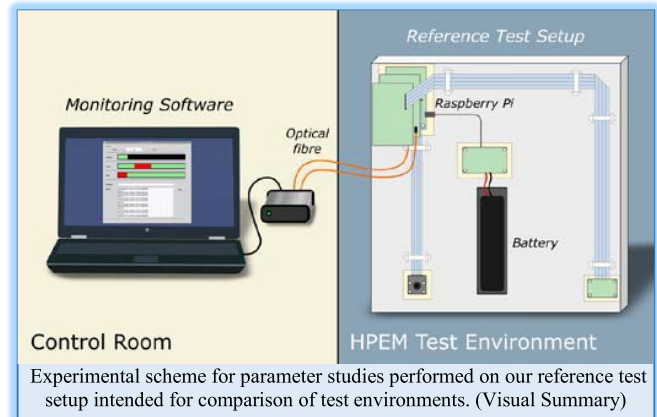 Reference Test Setup
Monitoring Software
Optical
fibre
Raspberry Pi
Battery
Control Room
HPEM Test Environment
Experimental scheme for parameter studies performed on our reference test
setup intended for comparison of test environments. (Visual Summary)